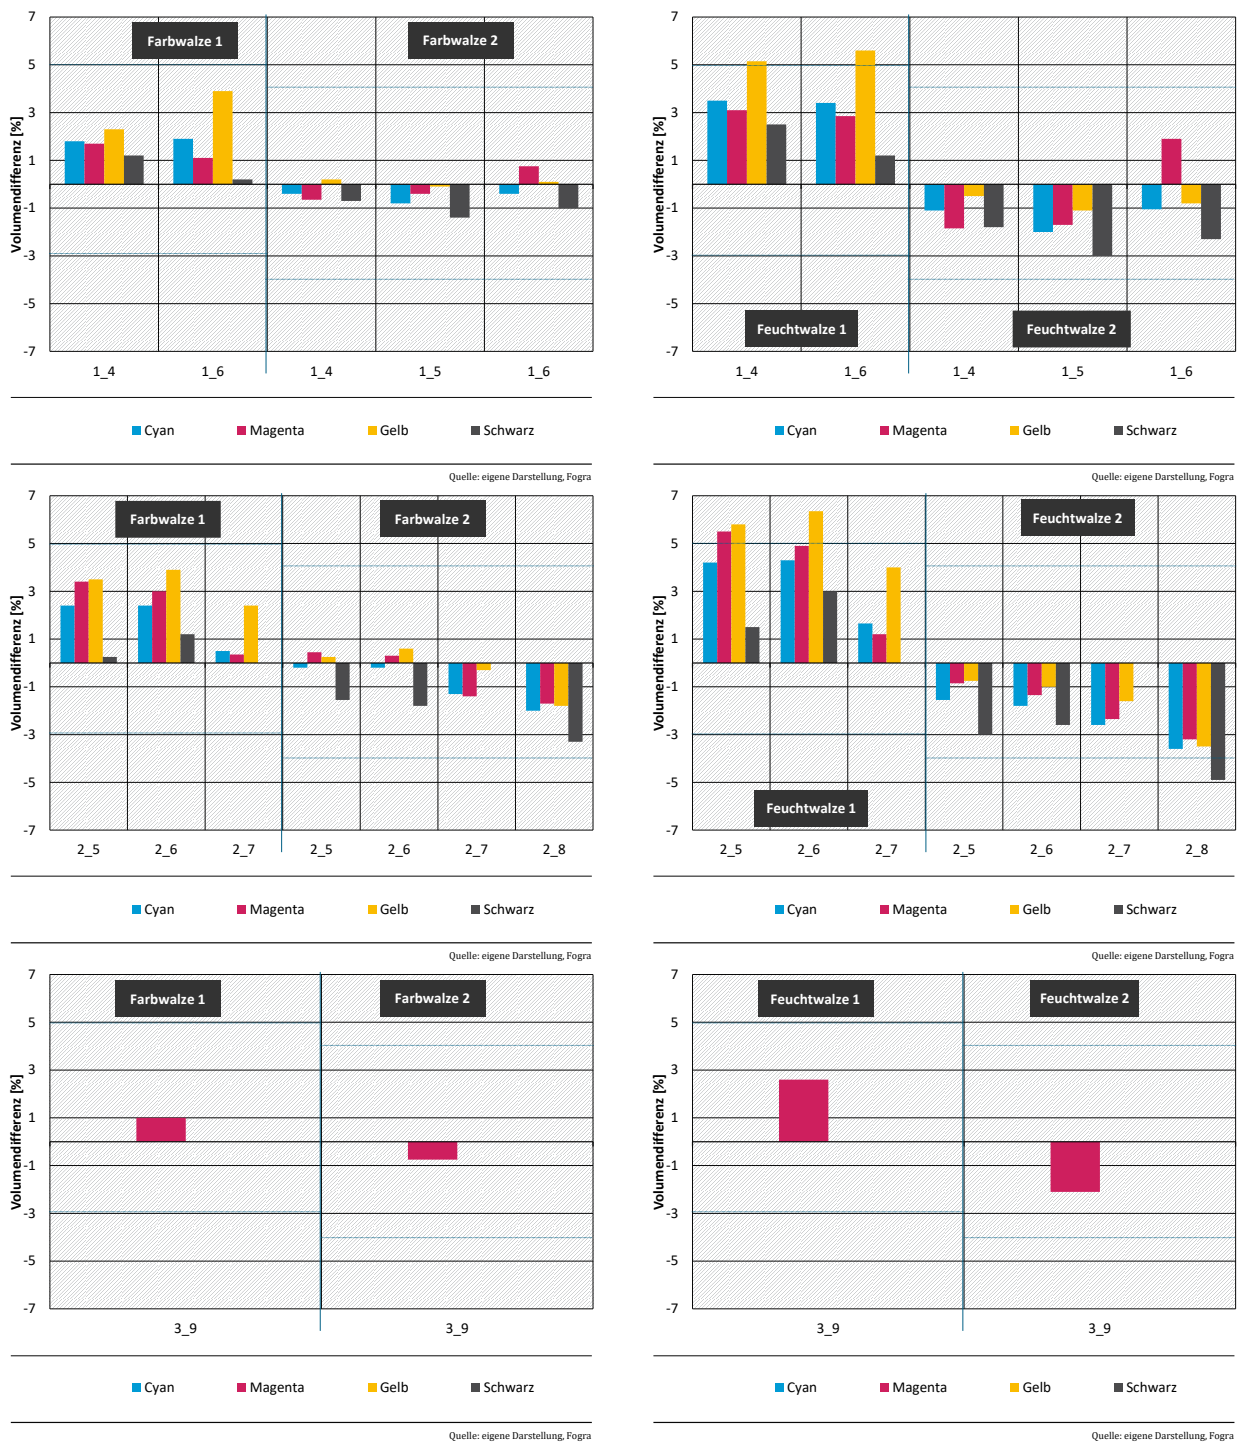 7
5
3
1
-1
-3
-5
-7
Volumendifferenz [%]
Farbwalze 1
Farbwalze 2
1_4
1_6
1_4
1_5
1_6
Cyan
Magenta
Gelb
Schwarz
Quelle: eigene Darstellung, Fogra
7
5
3
1
-1
-3
-5
-7
Volumendifferenz [%]
Feuchtwalze 1
Feuchtwalze 2
1_4
1_6
1_4
1_5
1_6
Cyan
Magenta
Gelb
Schwarz
Quelle: eigene Darstellung, Fogra
7
5
3
1
-1
-3
-5
-7
Volumendifferenz [%]
Farbwalze 1
Farbwalze 2
2_5
2_6
2_7
2_5
2_6
2_7
2_8
Cyan
Magenta
Gelb
Schwarz
Quelle: eigene Darstellung, Fogra
7
5
3
1
-1
-3
-5
-7
Volumendifferenz [%]
Feuchtwalze 2
Feuchtwalze 1
2_5
2_6
2_7
2_5
2_6
2_7
2_8
Cyan
Magenta
Gelb
Schwarz
Quelle: eigene Darstellung, Fogra
7
5
3
1
-1
-3
-5
-7
Volumendifferenz [%]
Farbwalze 1
Farbwalze 2
3_9
3_9
Cyan
Magenta
Gelb
Schwarz
Quelle: eigene Darstellung, Fogra
7
5
3
1
-1
-3
-5
-7
Volumendifferenz [%]
Feuchtwalze 1
Feuchtwalze 2
3_9
3_9
Cyan
Magenta
Gelb
Schwarz
Quelle: eigene Darstellung, Fogra